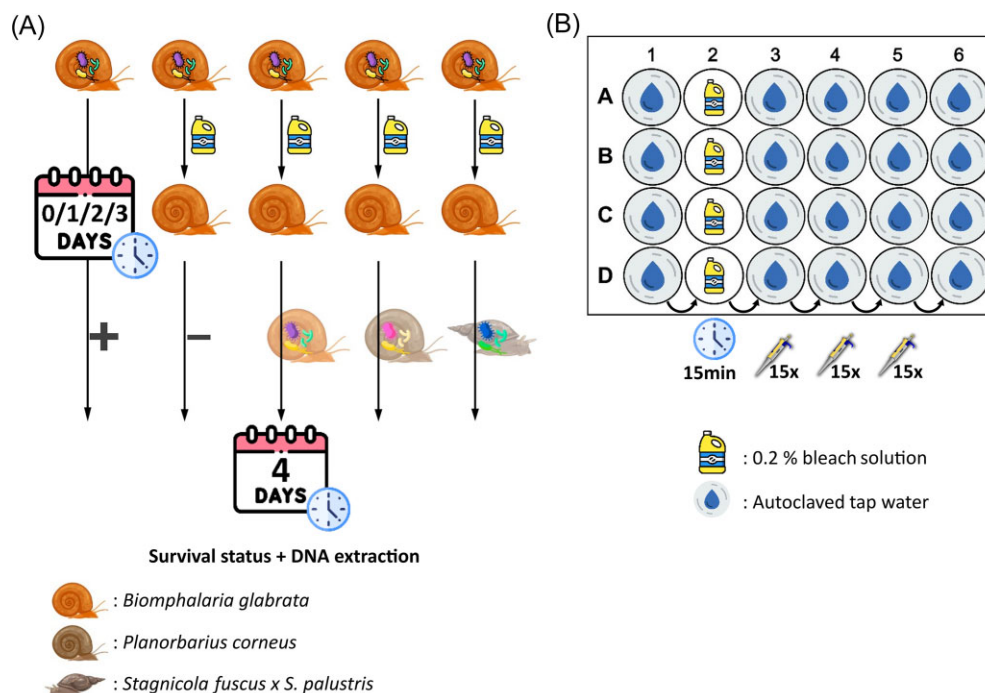 (A)
0/1/2/3
DAYS
+
−
4
DAYS
Survival status + DNA extraction
: Biomphalaria glabrata
: Planorbarius corneus
: Stagnicola fuscus x S. palustris
(B)
1 2 3 4 5 6
A
B
C
D
15min 15x 15x 15x
: 0.2 % bleach solution
: Autoclaved tap water